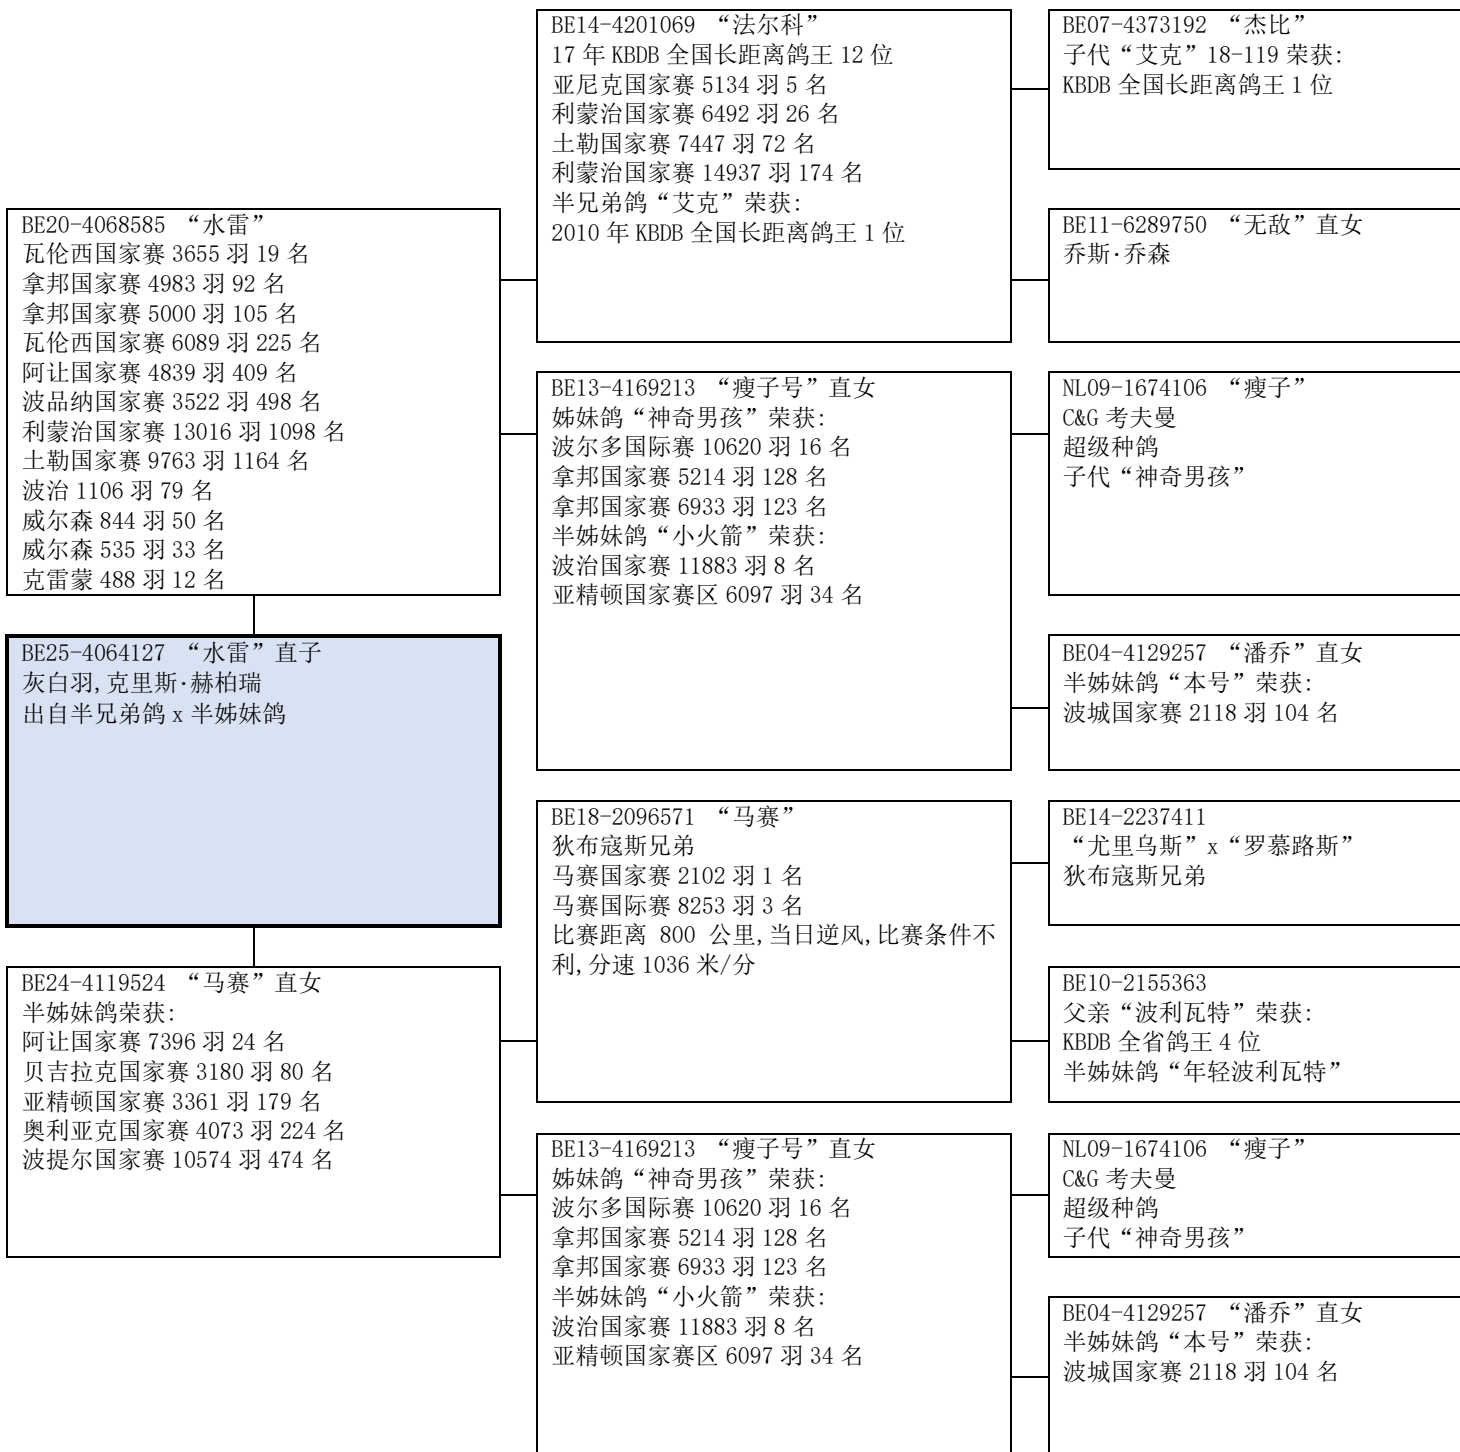 BE20-4068585 “水雷”
瓦伦西国家赛 3655 羽 19 名
拿邦国家赛 4983 羽 92 名
拿邦国家赛 5000 羽 105 名
瓦伦西国家赛 6089 羽 225 名
阿让国家赛 4839 羽 409 名
波品纳国家赛 3522 羽 498 名
利蒙治国家赛 13016 羽 1098 名
土勒国家赛 9763 羽 1164 名
波治 1106 羽 79 名
威尔森 844 羽 50 名
威尔森 535 羽 33 名
克雷蒙 488 羽 12 名
BE25-4064127 “水雷”直子
灰白羽,克里斯·赫柏瑞
出自半兄弟鸽 x 半姊妹鸽
BE24-4119524 “马赛”直女
半姊妹鸽荣获:
阿让国家赛 7396 羽 24 名
贝吉拉克国家赛 3180 羽 80 名
亚精顿国家赛 3361 羽 179 名
奥利亚克国家赛 4073 羽 224 名
波提尔国家赛 10574 羽 474 名
BE14-4201069 “法尔科”
17 年 KBDB 全国长距离鸽王 12 位
亚尼克国家赛 5134 羽 5 名
利蒙治国家赛 6492 羽 26 名
土勒国家赛 7447 羽 72 名
利蒙治国家赛 14937 羽 174 名
半兄弟鸽“艾克”荣获:
2010 年 KBDB 全国长距离鸽王 1 位
BE13-4169213 “瘦子号”直女
姊妹鸽“神奇男孩”荣获:
波尔多国际赛 10620 羽 16 名
拿邦国家赛 5214 羽 128 名
拿邦国家赛 6933 羽 123 名
半姊妹鸽“小火箭”荣获:
波治国家赛 11883 羽 8 名
亚精顿国家赛区 6097 羽 34 名
BE18-2096571 “马赛”
狄布寇斯兄弟
马赛国家赛 2102 羽 1 名
马赛国际赛 8253 羽 3 名
比赛距离 800 公里,当日逆风,比赛条件不
利,分速 1036 米/分
BE13-4169213 “瘦子号”直女
姊妹鸽“神奇男孩”荣获:
波尔多国际赛 10620 羽 16 名
拿邦国家赛 5214 羽 128 名
拿邦国家赛 6933 羽 123 名
半姊妹鸽“小火箭”荣获:
波治国家赛 11883 羽 8 名
亚精顿国家赛区 6097 羽 34 名
BE07-4373192 “杰比”
子代“艾克”18-119 荣获:
KBDB 全国长距离鸽王 1 位
BE11-6289750 “无敌”直女
乔斯·乔森
NL09-1674106 “瘦子”
C&G 考夫曼
超级种鸽
子代“神奇男孩”
BE04-4129257 “潘乔”直女
半姊妹鸽“本号”荣获:
波城国家赛 2118 羽 104 名
BE14-2237411
“尤里乌斯”x“罗慕路斯”
狄布寇斯兄弟
BE10-2155363
父亲“波利瓦特”荣获:
KBDB 全省鸽王 4 位
半姊妹鸽“年轻波利瓦特”
NL09-1674106 “瘦子”
C&G 考夫曼
超级种鸽
子代“神奇男孩”
BE04-4129257 “潘乔”直女
半姊妹鸽“本号”荣获:
波城国家赛 2118 羽 104 名